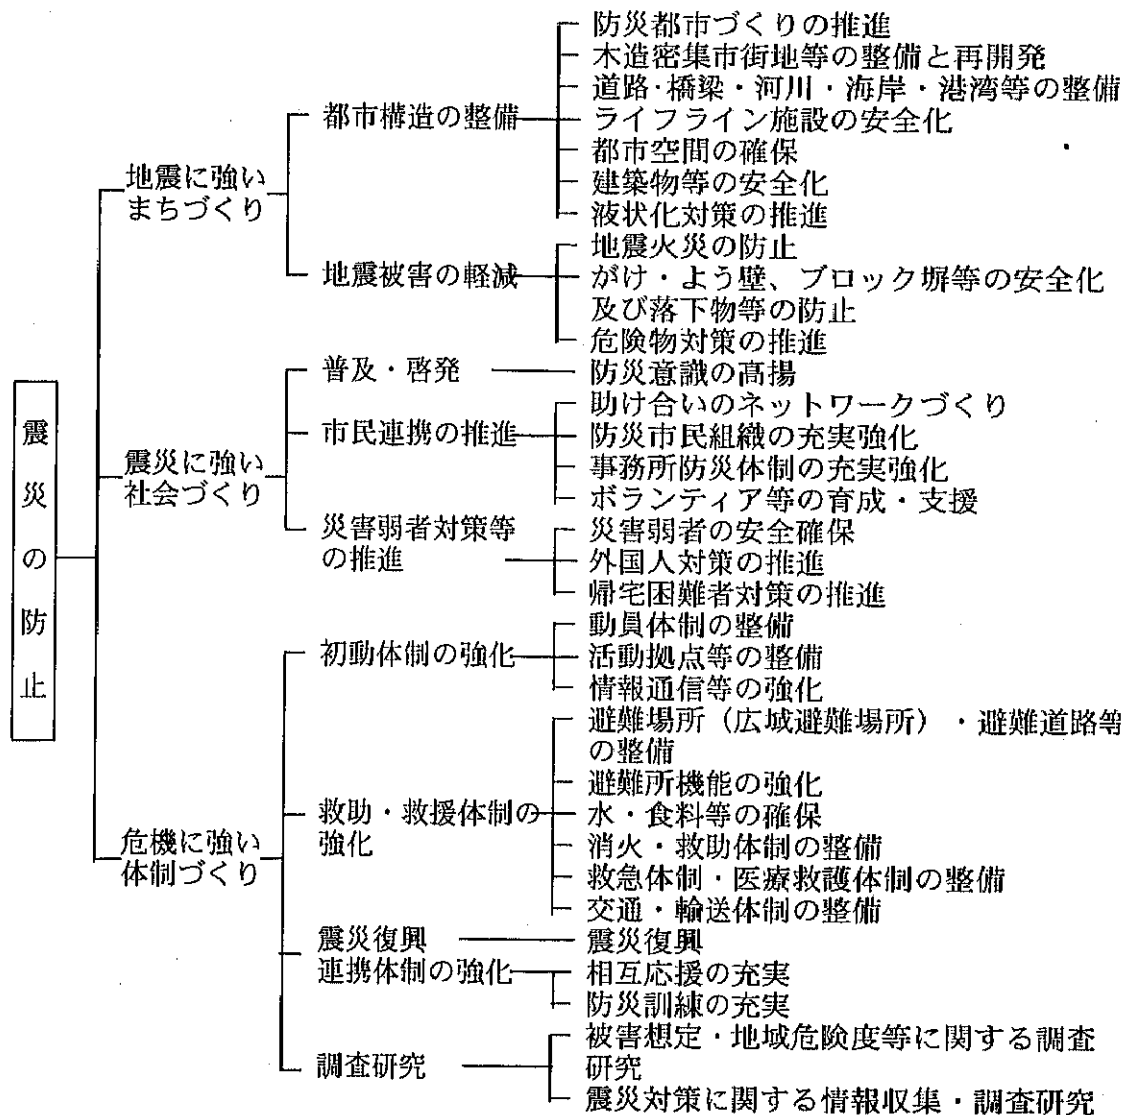 震災の防止
地震に強い
まちづくり
都市構造の整備
防災都市づくりの推進
木造密集市街地等の整備と再開発
道路・橋梁・河川・海岸・港湾等の整備
ライフライン施設の安全化
都市空間の確保
建築物等の安全化
液状化対策の推進
地震被害の軽減
地震火災の防止
がけ・よう壁、ブロック塀等の安全化
及び落下物等の防止
危険物対策の推進
震災に強い
社会づくり
普及・啓発
防災意識の高揚
市民連携の推進
助け合いのネットワークづくり
防災市民組織の充実強化
事務所防災体制の充実強化
ボランティア等の育成・支援
災害弱者対策等
の推進
災害弱者の安全確保
外国人対策の推進
帰宅困難者対策の推進
危機に強い
体制づくり
初動体制の強化
動員体制の整備
活動拠点等の整備
情報通信等の強化
救助・救援体制の
強化
避難場所（広域避難場所）・避難道路等
の整備
避難所機能の強化
水・食料等の確保
消火・救助体制の整備
救急体制・医療救護体制の整備
交通・輸送体制の整備
震災復興
震災復興
連携体制の強化
相互応援の充実
防災訓練の充実
調査研究
被害想定・地域危険度等に関する調査
研究
震災対策に関する情報収集・調査研究